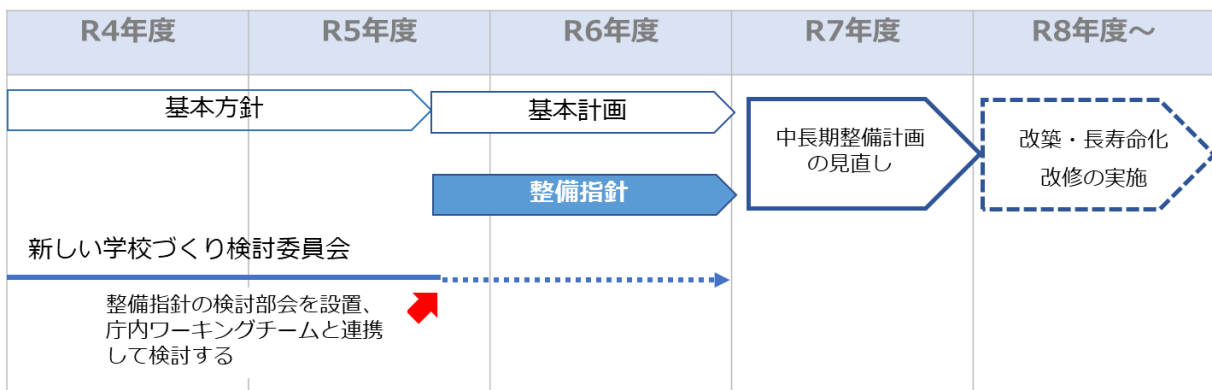 R4年度
R5年度
R6年度
R7年度
R8年度～
基本方針
基本計画
中長期整備計画
の見直し
改築・長寿命化
改修の実施
整備指針
新しい学校づくり検討委員会
整備指針の検討部会を設置、
庁内ワーキングチームと連携
して検討する